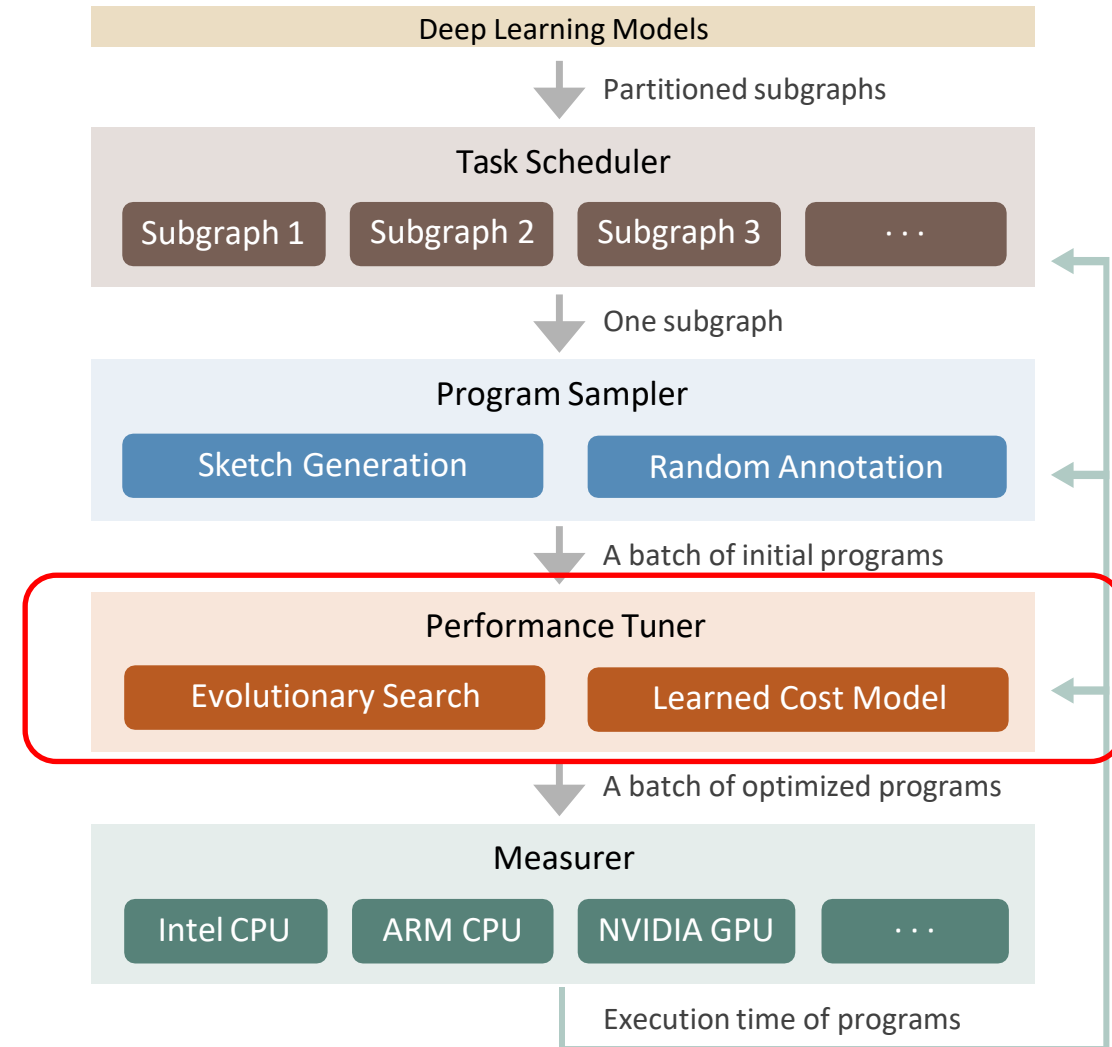 Deep Learning Models
Partitioned subgraphs
Task Scheduler
Subgraph 1
Subgraph 2
Subgraph 3
· · ·
One subgraph
Program Sampler
Sketch Generation
Random Annotation
A batch of initial programs
Performance Tuner
Evolutionary Search
Learned Cost Model
A batch of optimized programs
Measurer
Intel CPU
ARM CPU
NVIDIA GPU
· · ·
Execution time of programs